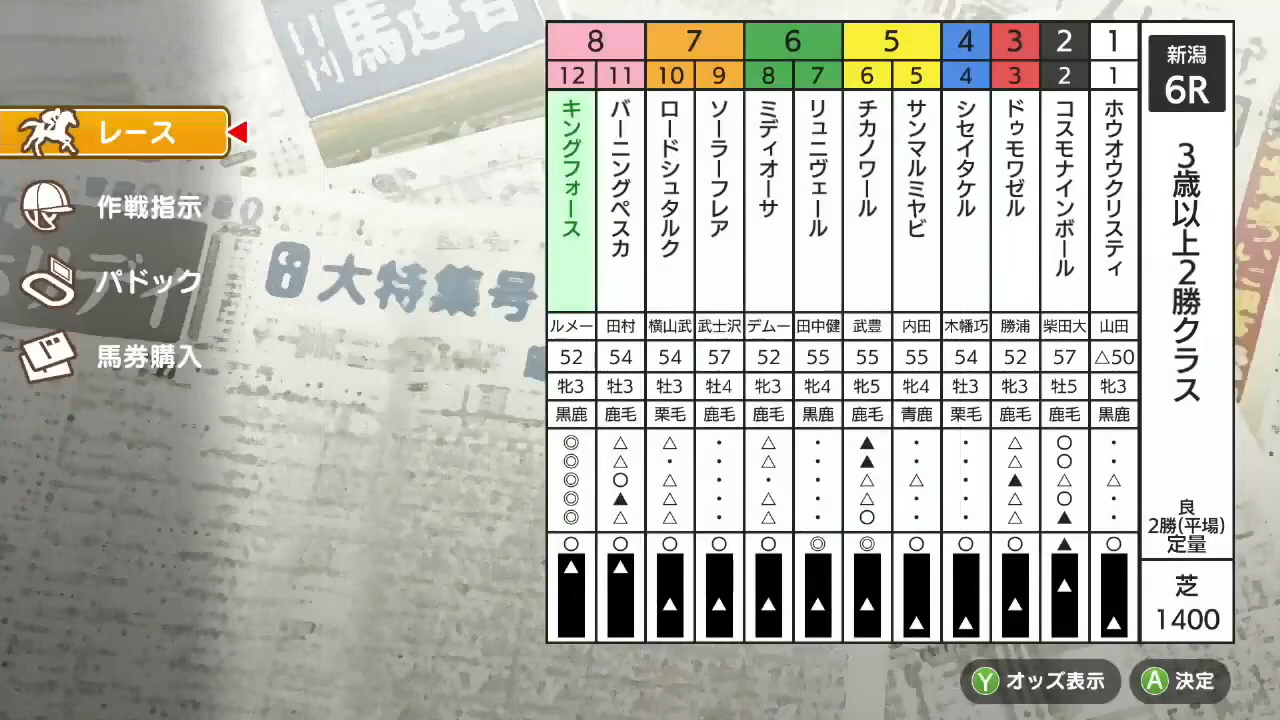 レース
作戦指示
パドック
馬券購入
大特集号
8 7 6 5 4 3 2 1
12 11 10 9 8 7 6 5 4 3 2 1
キングフォース
バーニングペスカ
ロードシュタルク
ソーラーフレア
ミディオーサ
リュニヴェール
チカノワール
サンマルミヤビ
シセイタケル
ドゥモワゼル
コスモナインボール
ホウオウクリスティ
ルメー 田村 横山武 武士沢 デムー 田中健 武豊 内田 木幡巧 勝浦 柴田大 山田
52 54 54 57 52 55 55 55 54 52 57 △50
牝3 牡3 牡3 牡4 牝3 牝4 牝5 牝4 牡3 牝3 牡5 牝3
黒鹿 鹿毛 栗毛 鹿毛 鹿毛 黒鹿 鹿毛 青鹿 栗毛 鹿毛 鹿毛 黒鹿
◎ △ △ ・ △ ・ ▲ ・ ・ △ ○ ・
◎ △ ・ ・ △ ・ ▲ ・ ・ △ ○ ・
◎ ○ △ ・ ・ ・ △ △ ・ ▲ △ △
◎ ▲ △ ・ △ ・ △ ・ ・ △ ○ ・
◎ △ △ ・ △ ・ ○ ・ ・ △ ▲ ・
○ ○ ○ ○ ○ ◎ ◎ ○ ○ ○ ▲ ○
新潟
6R
3歳以上2勝クラス
良
2勝(平場)
定量
芝
1400
Y オッズ表示
A 決定